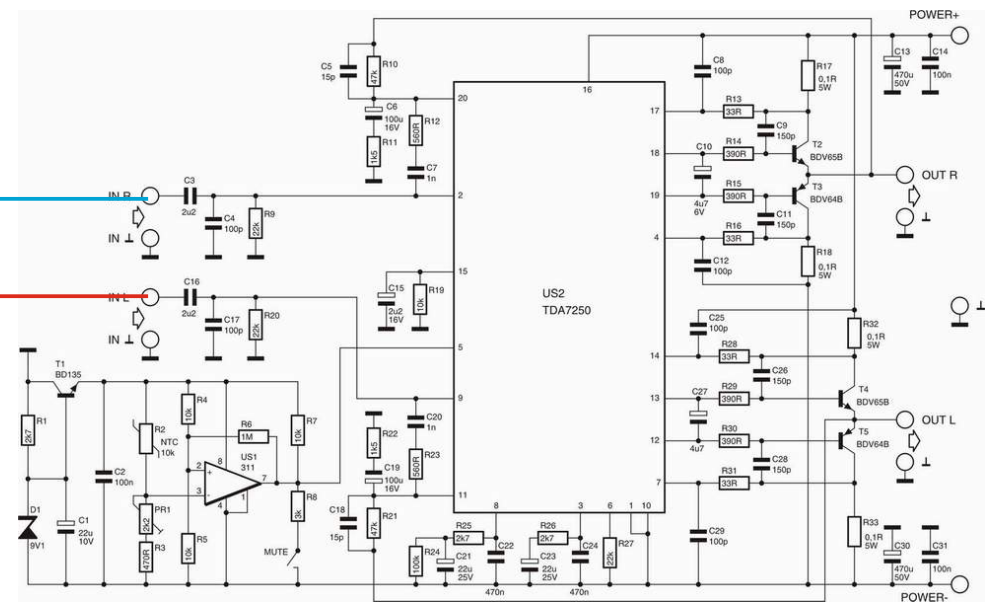 POWER+
C5
15p
R10
47k
C6
100u
16V
R11
1k5
R12
560R
C7
1n
20
16
17
18
19
4
C8
100p
R13
33R
R14
390R
C9
150p
R17
0,1R
5W
C13
470u
50V
C14
100n
C10
4u7
6V
T2
BDV65B
R15
390R
T3
BDV64B
C11
150p
R16
33R
C12
100p
R18
0,1R
5W
OUT R
⊥
IN R
C3
2u2
C4
100p
R9
22k
2
IN ⊥
15
C15
2u2
16V
R19
10k
US2
TDA7250
IN L
C16
2u2
C17
100p
R20
22k
IN ⊥
5
9
⊥
C25
100p
R32
0,1R
5W
14
R28
33R
C26
150p
13
C27
4u7
R29
390R
T4
BDV65B
12
R30
390R
T5
BDV64B
OUT L
⊥
C28
150p
7
R31
33R
C29
100p
R33
0,1R
5W
C30
470u
50V
C31
100n
T1
BD135
R1
2k7
R2
NTC
10k
R4
10k
R6
1M
R7
10k
US1
311
2
+
3
-
8
7
4
1
C2
100n
PR1
2k2
R3
470R
R5
10k
R8
3k
MUTE
D1
9V1
C1
22u
10V
R22
1k5
C19
100u
16V
C20
1n
R23
560R
11
C18
15p
R21
47k
8
3
6
1
10
R24
100k
R25
2k7
C21
22u
25V
C22
470n
R26
2k7
C23
22u
25V
C24
470n
R27
22k
POWER-